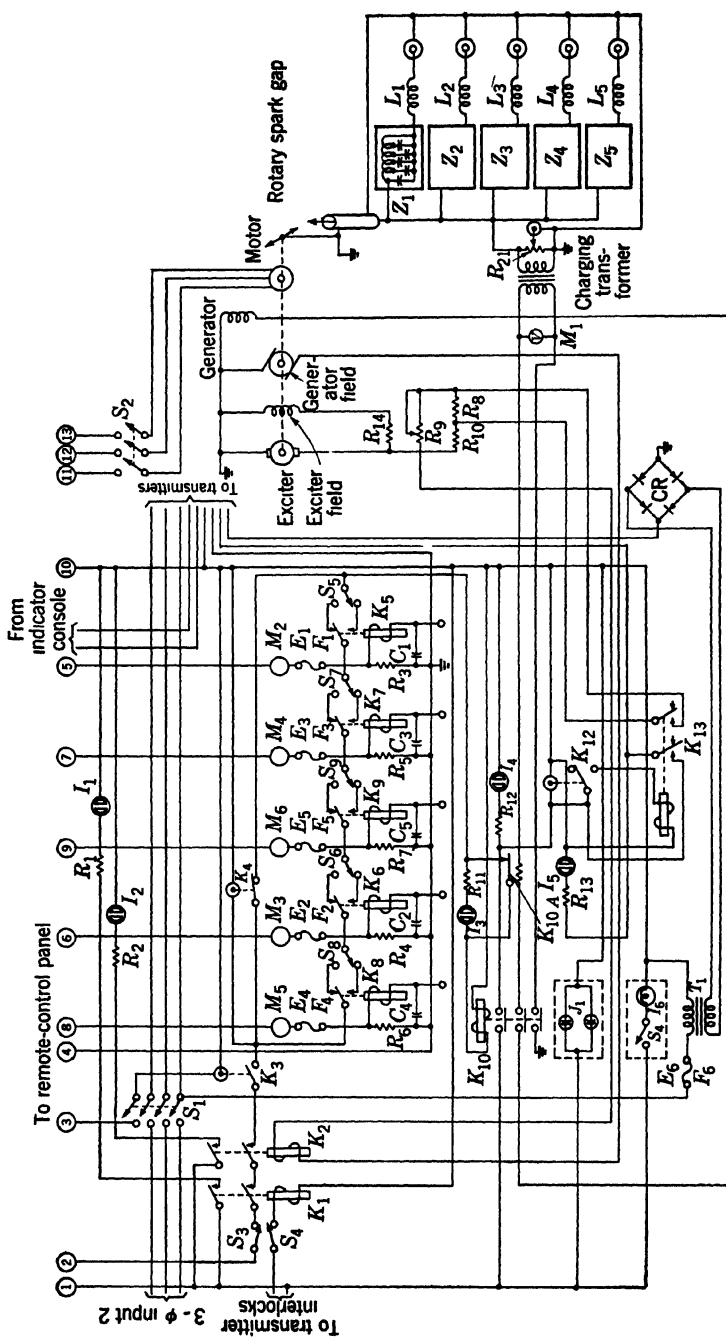 To remote-control panel
From indicator console
3 2 1
8 4
6
9
7
5
10
11 12 13
3-φ input 2
To transmitter interlocks
To transmitters
R1 I1
R2 I2
S1
S2
S3
S4
K1
K2
K3
K4
M5 M3 M6 M4 M2
E4 E2 E5 E3 E1
F4 F2 F5 F3 F1
S8 S6 S9 S7 S5
K8 K6 K9 K7 K5
R6 R4 R7 R5 R3
C4 C2 C5 C3 C1
Generator
Motor
Rotary spark gap
Exciter
Exciter field
Generator field
R14
R9
R10 R8
Z1 L1
Z2 L2
Z3 L3
Z4 L4
Z5 L5
R21
Charging transformer
M1
I3 R11
R12 I4
K10
K10 A
I5
R13
K12
K13
J1
S4 I6
E6
F6
T1
CR